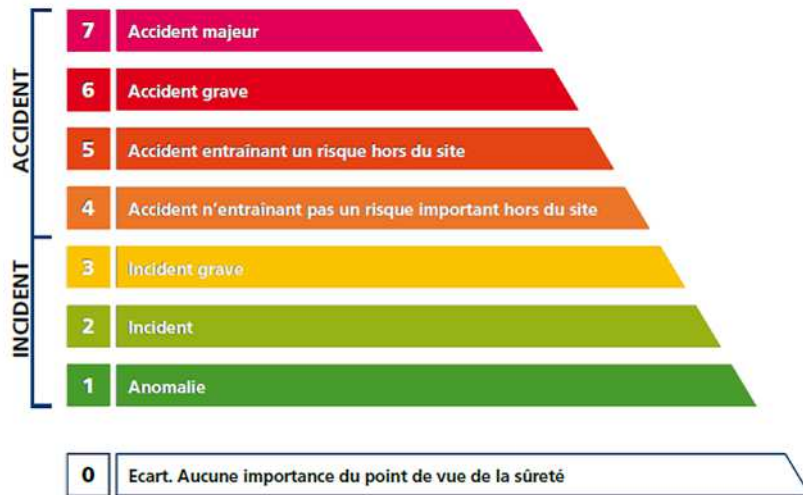 ACCIDENT
7 Accident majeur
6 Accident grave
5 Accident entraînant un risque hors du site
4 Accident n’entraînant pas un risque important hors du site
INCIDENT
3 Incident grave
2 Incident
1 Anomalie
0 Ecart. Aucune importance du point de vue de la sûreté